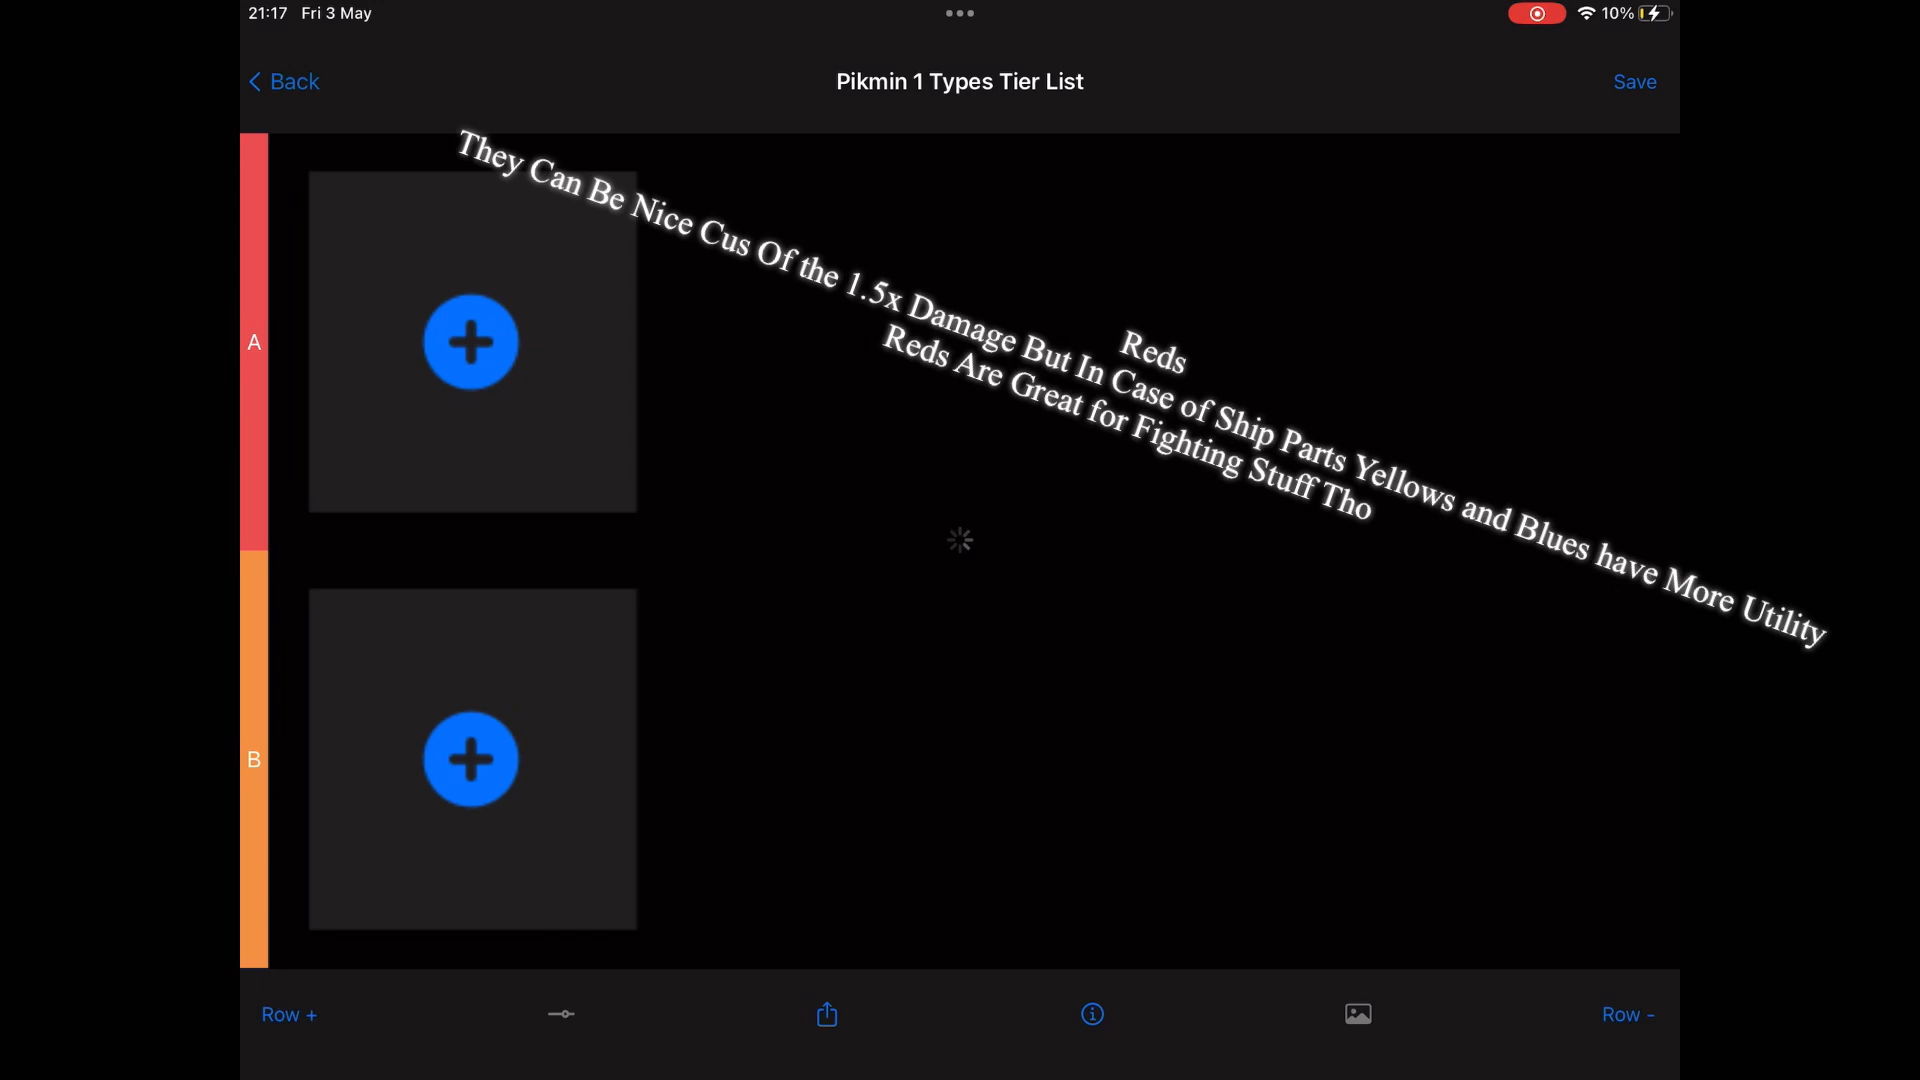 21:17 Fri 3 May
10%
Back
Pikmin 1 Types Tier List
Save
Reds
They Can Be Nice Cus Of the 1.5x Damage But In Case of Ship Parts Yellows and Blues have More Utility
Reds Are Great for Fighting Stuff Tho
A
B
Row +
Row -